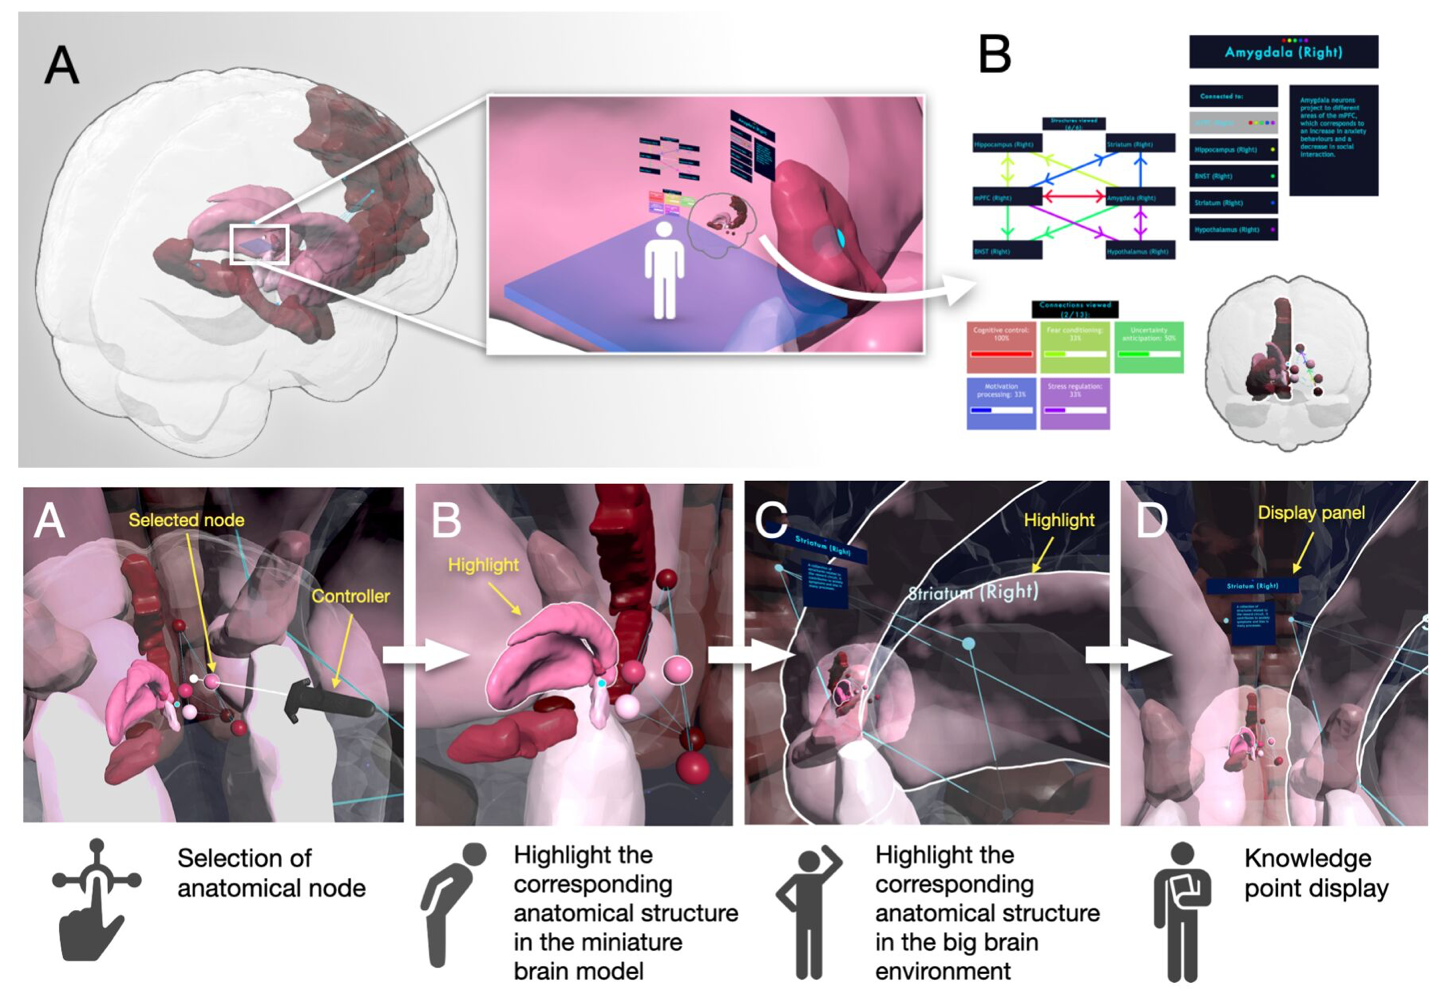 A
B
Amygdala (Right)
Connected to:
Hippocampus (Right)
BHST (Right)
Striatum (Right)
Hypothalamus (Right)
Amygdala neurons
project to different
areas of the mPFC,
which corresponds to
an increase in anxiety
behaviours and a
decrease in social
interaction.
Structures viewed
(6/6):
Hippocampus (Right)
Striatum (Right)
mPFC (Right)
Amygdala (Right)
BHST (Right)
Hypothalamus (Right)
Connections viewed
(2/13):
Cognitive control:
100%
Fear conditioning:
33%
Uncertainty
anticipation: 50%
Motivation
processing: 33%
Stress regulation:
33%
A
Selected node
Controller
B
Highlight
C
Striatum (Right)
Highlight
Striatum (Right)
D
Display panel
Striatum (Right)
Selection of
anatomical node
Highlight the
corresponding
anatomical structure
in the miniature
brain model
Highlight the
corresponding
anatomical structure
in the big brain
environment
Knowledge
point display